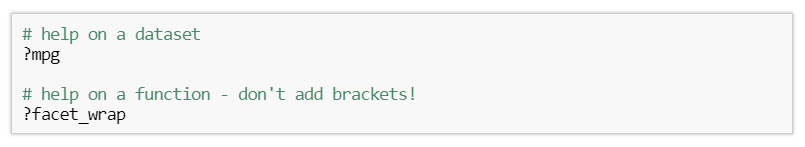 # help on a dataset
?mpg
# help on a function - don't add brackets!
?facet_wrap